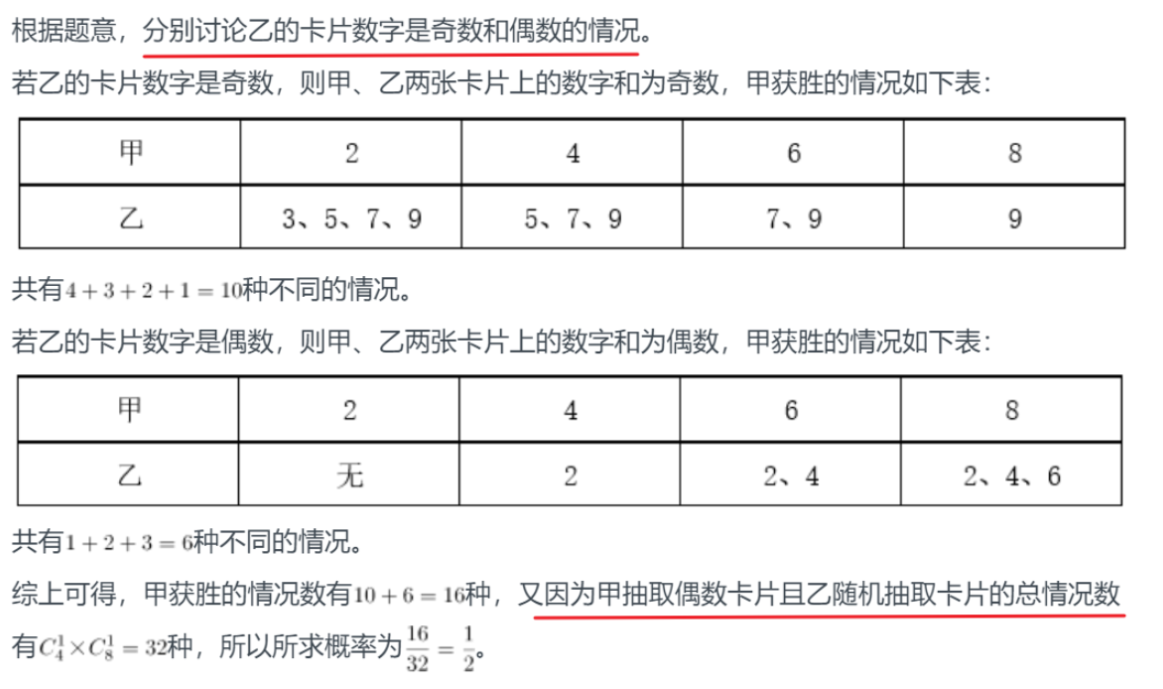 根据题意，分别讨论乙的卡片数字是奇数和偶数的情况。
若乙的卡片数字是奇数，则甲、乙两张卡片上的数字和为奇数，甲获胜的情况如下表：
甲 2 4 6 8
乙 3、5、7、9 5、7、9 7、9 9
共有4 + 3 + 2 + 1 = 10种不同的情况。
若乙的卡片数字是偶数，则甲、乙两张卡片上的数字和为偶数，甲获胜的情况如下表：
甲 2 4 6 8
乙 无 2 2、4 2、4、6
共有1 + 2 + 3 = 6种不同的情况。
综上可得，甲获胜的情况数有10 + 6 = 16种，又因为甲抽取偶数卡片且乙随机抽取卡片的总情况数
有$C_4^1 \times C_8^1 = 32$种，所以所求概率为$\frac{16}{32} = \frac{1}{2}$。